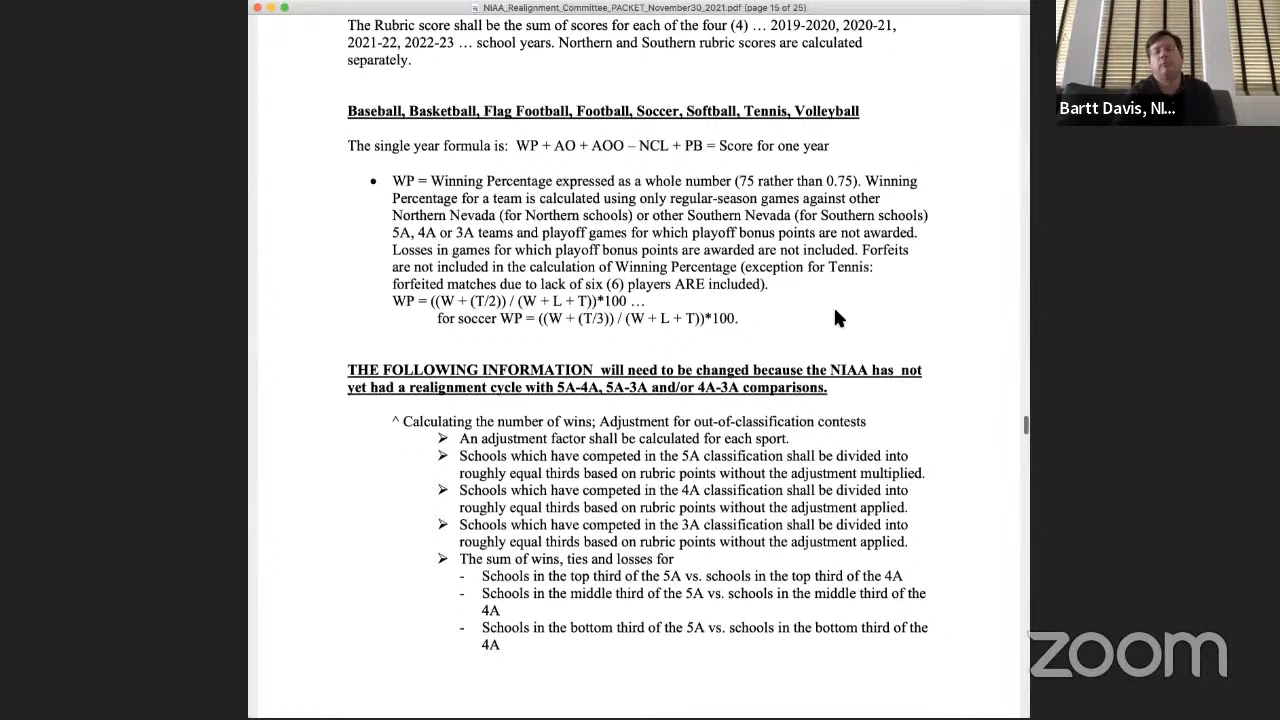 NIAA_Realignment_Committee_PACKET_November30_2021.pdf (page 15 of 25)
The Rubric score shall be the sum of scores for each of the four (4) … 2019-2020, 2020-21,
2021-22, 2022-23 … school years. Northern and Southern rubric scores are calculated
separately.
Baseball, Basketball, Flag Football, Football, Soccer, Softball, Tennis, Volleyball
The single year formula is: WP + AO + AOO – NCL + PB = Score for one year
• WP = Winning Percentage expressed as a whole number (75 rather than 0.75). Winning
Percentage for a team is calculated using only regular-season games against other
Northern Nevada (for Northern schools) or other Southern Nevada (for Southern schools)
5A, 4A or 3A teams and playoff games for which playoff bonus points are not awarded.
Losses in games for which playoff bonus points are awarded are not included. Forfeits
are not included in the calculation of Winning Percentage (exception for Tennis:
forfeited matches due to lack of six (6) players ARE included).
WP = ((W + (T/2)) / (W + L + T))*100 …
for soccer WP = ((W + (T/3)) / (W + L + T))*100.
THE FOLLOWING INFORMATION will need to be changed because the NIAA has not
yet had a realignment cycle with 5A-4A, 5A-3A and/or 4A-3A comparisons.
^ Calculating the number of wins; Adjustment for out-of-classification contests
➢ An adjustment factor shall be calculated for each sport.
➢ Schools which have competed in the 5A classification shall be divided into
roughly equal thirds based on rubric points without the adjustment multiplied.
➢ Schools which have competed in the 4A classification shall be divided into
roughly equal thirds based on rubric points without the adjustment applied.
➢ Schools which have competed in the 3A classification shall be divided into
roughly equal thirds based on rubric points without the adjustment applied.
➢ The sum of wins, ties and losses for
- Schools in the top third of the 5A vs. schools in the top third of the 4A
- Schools in the middle third of the 5A vs. schools in the middle third of the
4A
- Schools in the bottom third of the 5A vs. schools in the bottom third of the
4A
Bartt Davis, NI...
zoom